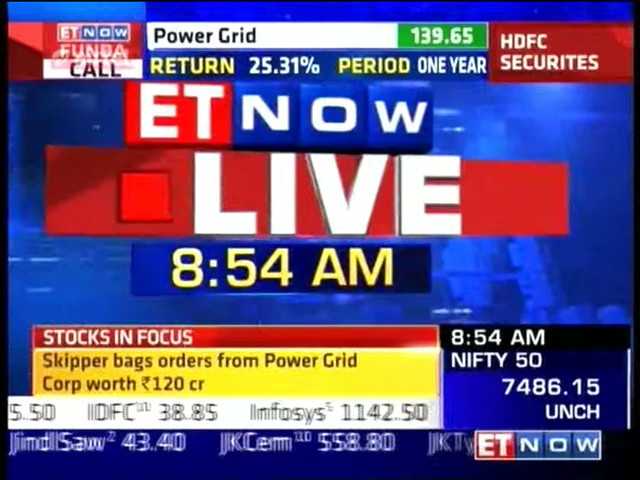 ET NOW
FUNDA
CALL
Power Grid 139.65
RETURN 25.31% PERIOD ONE YEAR
HDFC
SECURITES
ET NOW
LIVE
8:54 AM
STOCKS IN FOCUS
Skipper bags orders from Power Grid
Corp worth ₹120 cr
8:54 AM
NIFTY 50
7486.15
UNCH
5.50 IDFC 38.85 Infosys 1142.50
JindlSaw 43.40 JKCem 558.80 JKTy
ET NOW